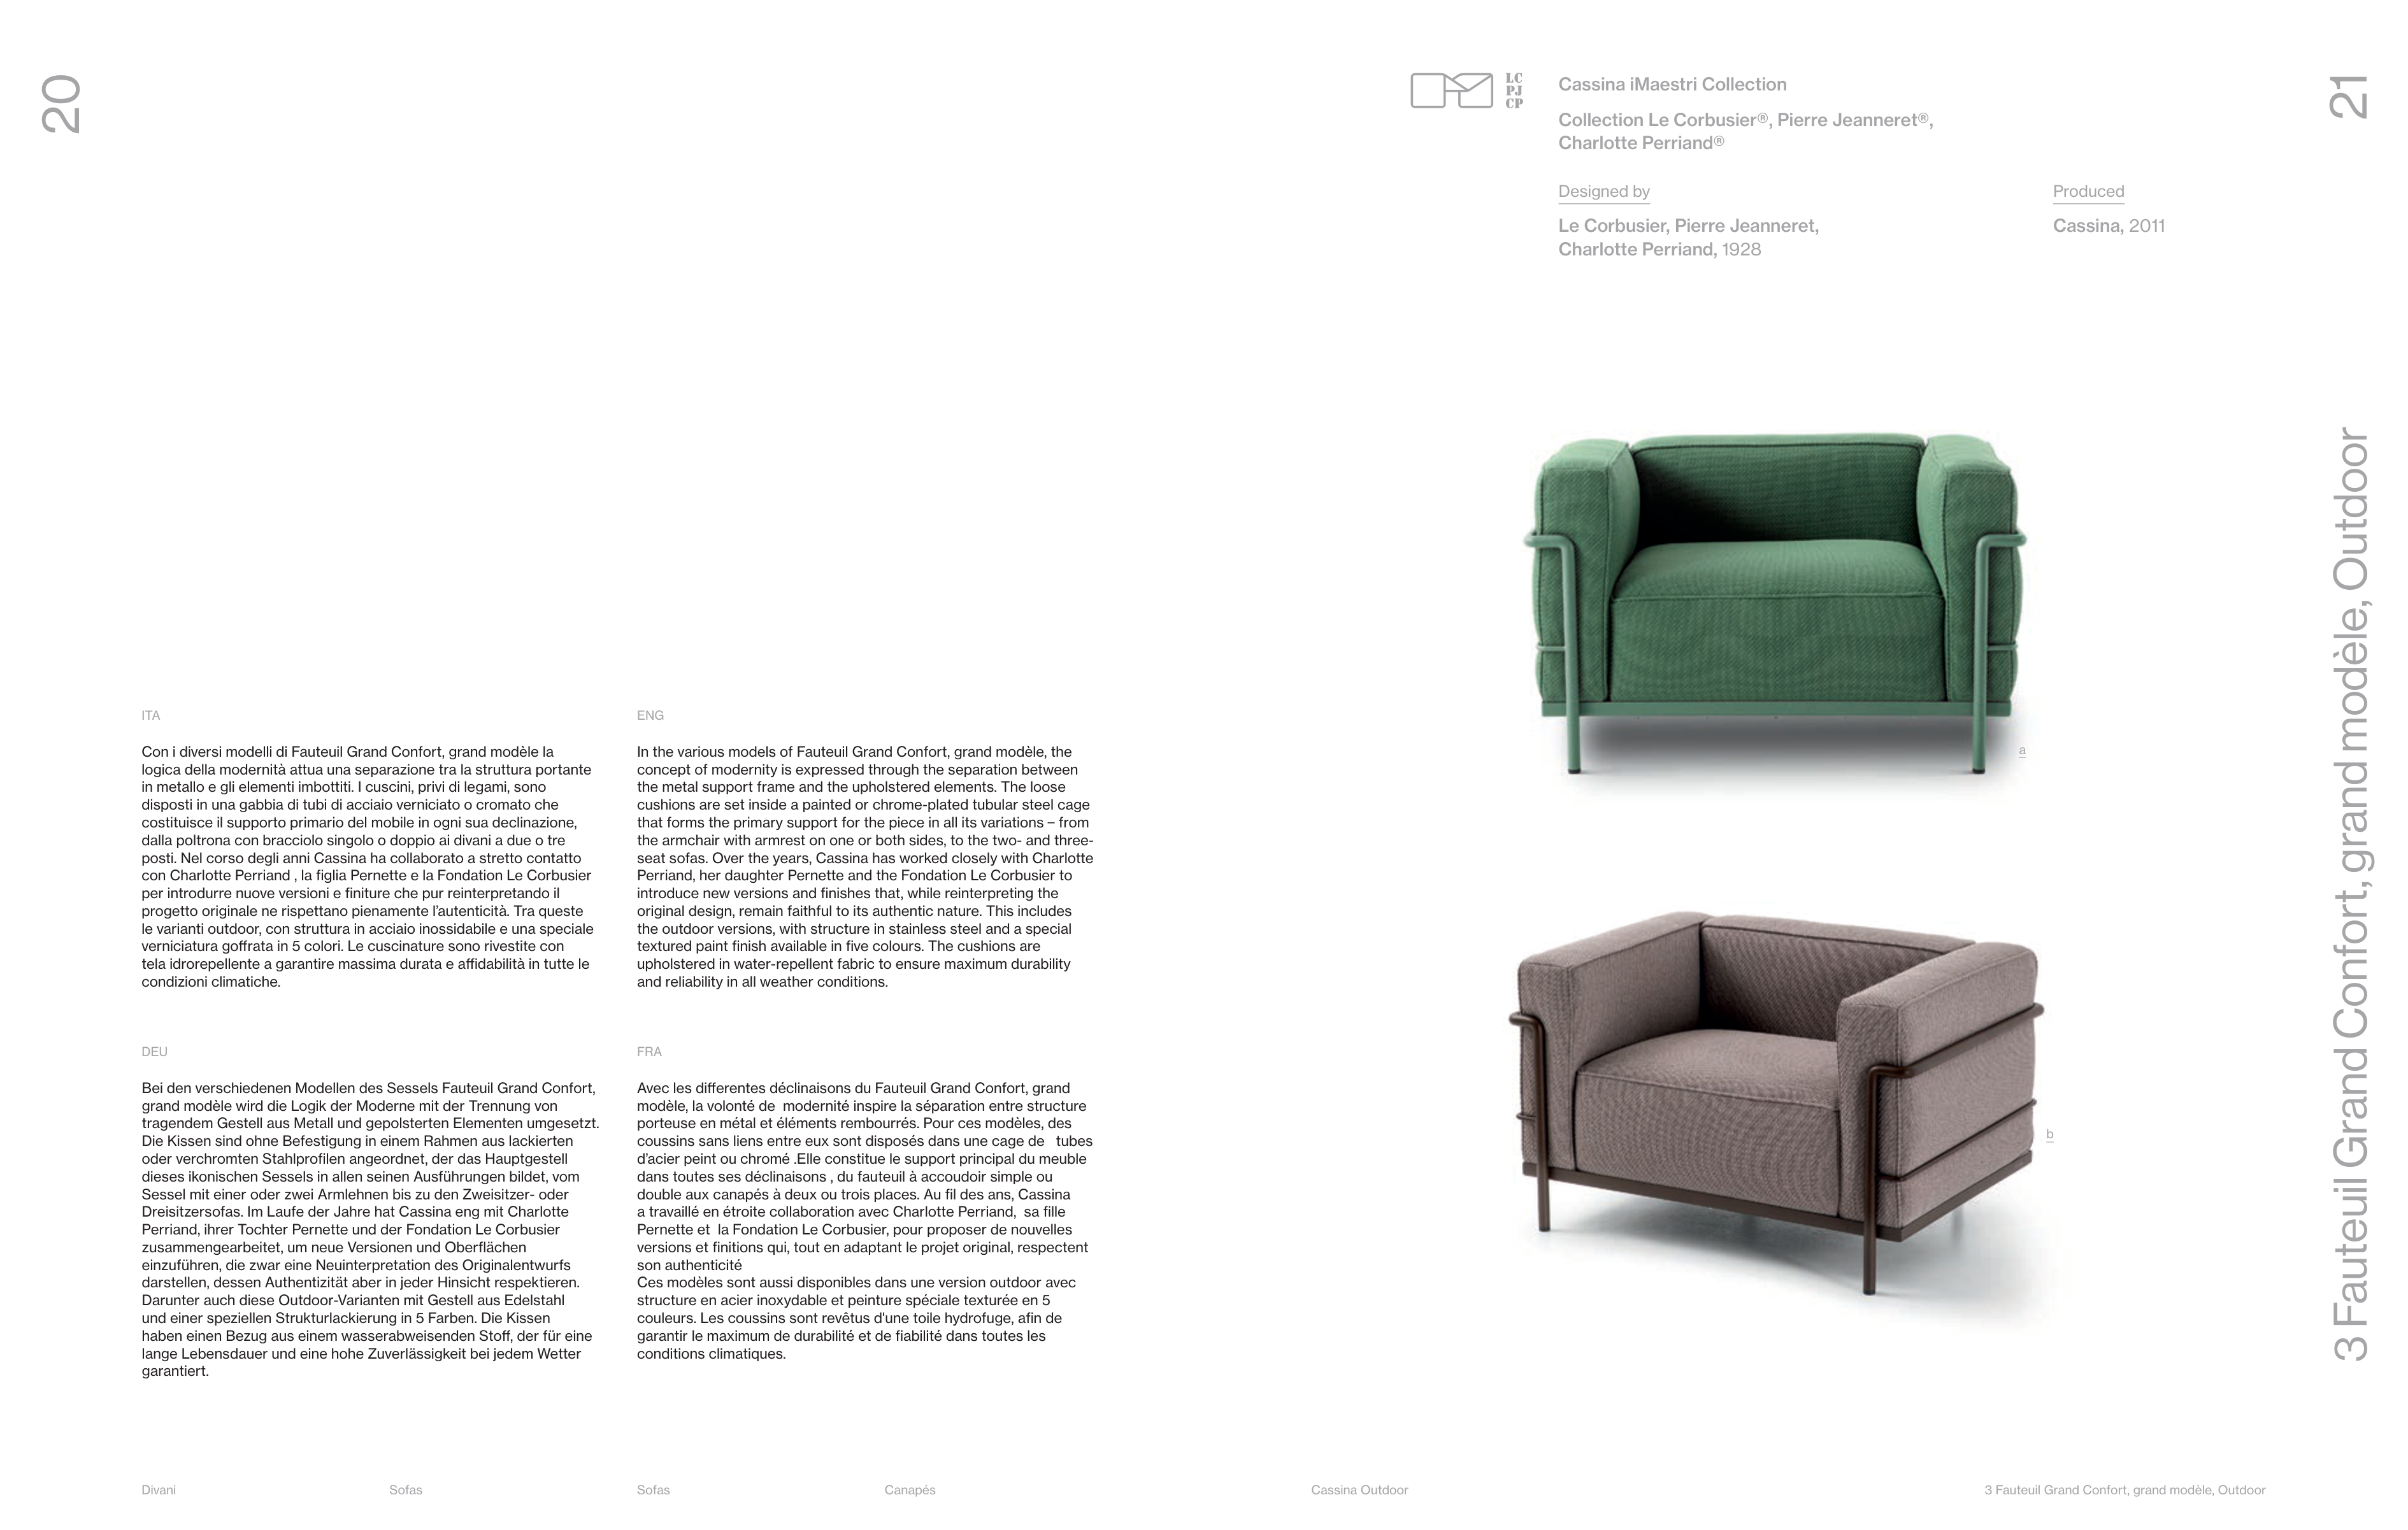 20
ITA
Con i diversi modelli di Fauteuil Grand Confort, grand modèle la
logica della modernità attua una separazione tra la struttura portante
in metallo e gli elementi imbottiti. I cuscini, privi di legami, sono
disposti in una gabbia di tubi di acciaio verniciato o cromato che
costituisce il supporto primario del mobile in ogni sua declinazione,
dalla poltrona con bracciolo singolo o doppio ai divani a due o tre
posti. Nel corso degli anni Cassina ha collaborato a stretto contatto
con Charlotte Perriand , la figlia Pernette e la Fondation Le Corbusier
per introdurre nuove versioni e finiture che pur reinterpretando il
progetto originale ne rispettano pienamente l’autenticità. Tra queste
le varianti outdoor, con struttura in acciaio inossidabile e una speciale
verniciatura goffrata in 5 colori. Le cuscinature sono rivestite con
tela idrorepellente a garantire massima durata e affidabilità in tutte le
condizioni climatiche.
ENG
In the various models of Fauteuil Grand Confort, grand modèle, the
concept of modernity is expressed through the separation between
the metal support frame and the upholstered elements. The loose
cushions are set inside a painted or chrome-plated tubular steel cage
that forms the primary support for the piece in all its variations – from
the armchair with armrest on one or both sides, to the two- and three-
seat sofas. Over the years, Cassina has worked closely with Charlotte
Perriand, her daughter Pernette and the Fondation Le Corbusier to
introduce new versions and finishes that, while reinterpreting the
original design, remain faithful to its authentic nature. This includes
the outdoor versions, with structure in stainless steel and a special
textured paint finish available in five colours. The cushions are
upholstered in water-repellent fabric to ensure maximum durability
and reliability in all weather conditions.
DEU
Bei den verschiedenen Modellen des Sessels Fauteuil Grand Confort,
grand modèle wird die Logik der Moderne mit der Trennung von
tragendem Gestell aus Metall und gepolsterten Elementen umgesetzt.
Die Kissen sind ohne Befestigung in einem Rahmen aus lackierten
oder verchromten Stahlprofilen angeordnet, der das Hauptgestell
dieses ikonischen Sessels in allen seinen Ausführungen bildet, vom
Sessel mit einer oder zwei Armlehnen bis zu den Zweisitzer- oder
Dreisitzersofas. Im Laufe der Jahre hat Cassina eng mit Charlotte
Perriand, ihrer Tochter Pernette und der Fondation Le Corbusier
zusammengearbeitet, um neue Versionen und Oberflächen
einzuführen, die zwar eine Neuinterpretation des Originalentwurfs
darstellen, dessen Authentizität aber in jeder Hinsicht respektieren.
Darunter auch diese Outdoor-Varianten mit Gestell aus Edelstahl
und einer speziellen Strukturlackierung in 5 Farben. Die Kissen
haben einen Bezug aus einem wasserabweisenden Stoff, der für eine
lange Lebensdauer und eine hohe Zuverlässigkeit bei jedem Wetter
garantiert.
FRA
Avec les differentes déclinaisons du Fauteuil Grand Confort, grand
modèle, la volonté de  modernité inspire la séparation entre structure
porteuse en métal et éléments rembourrés. Pour ces modèles, des
coussins sans liens entre eux sont disposés dans une cage de   tubes
d’acier peint ou chromé .Elle constitue le support principal du meuble
dans toutes ses déclinaisons , du fauteuil à accoudoir simple ou
double aux canapés à deux ou trois places. Au fil des ans, Cassina
a travaillé en étroite collaboration avec Charlotte Perriand,  sa fille
Pernette et  la Fondation Le Corbusier, pour proposer de nouvelles
versions et finitions qui, tout en adaptant le projet original, respectent
son authenticité
Ces modèles sont aussi disponibles dans une version outdoor avec
structure en acier inoxydable et peinture spéciale texturée en 5
couleurs. Les coussins sont revêtus d'une toile hydrofuge, afin de
garantir le maximum de durabilité et de fiabilité dans toutes les
conditions climatiques.
Divani
Sofas
Sofas
Canapés
LC
PJ
CP
Cassina iMaestri Collection
Collection Le Corbusier®, Pierre Jeanneret®,
Charlotte Perriand®
Designed by
Le Corbusier, Pierre Jeanneret,
Charlotte Perriand, 1928
Produced
Cassina, 2011
a
b
21
3 Fauteuil Grand Confort, grand modèle, Outdoor
Cassina Outdoor
3 Fauteuil Grand Confort, grand modèle, Outdoor